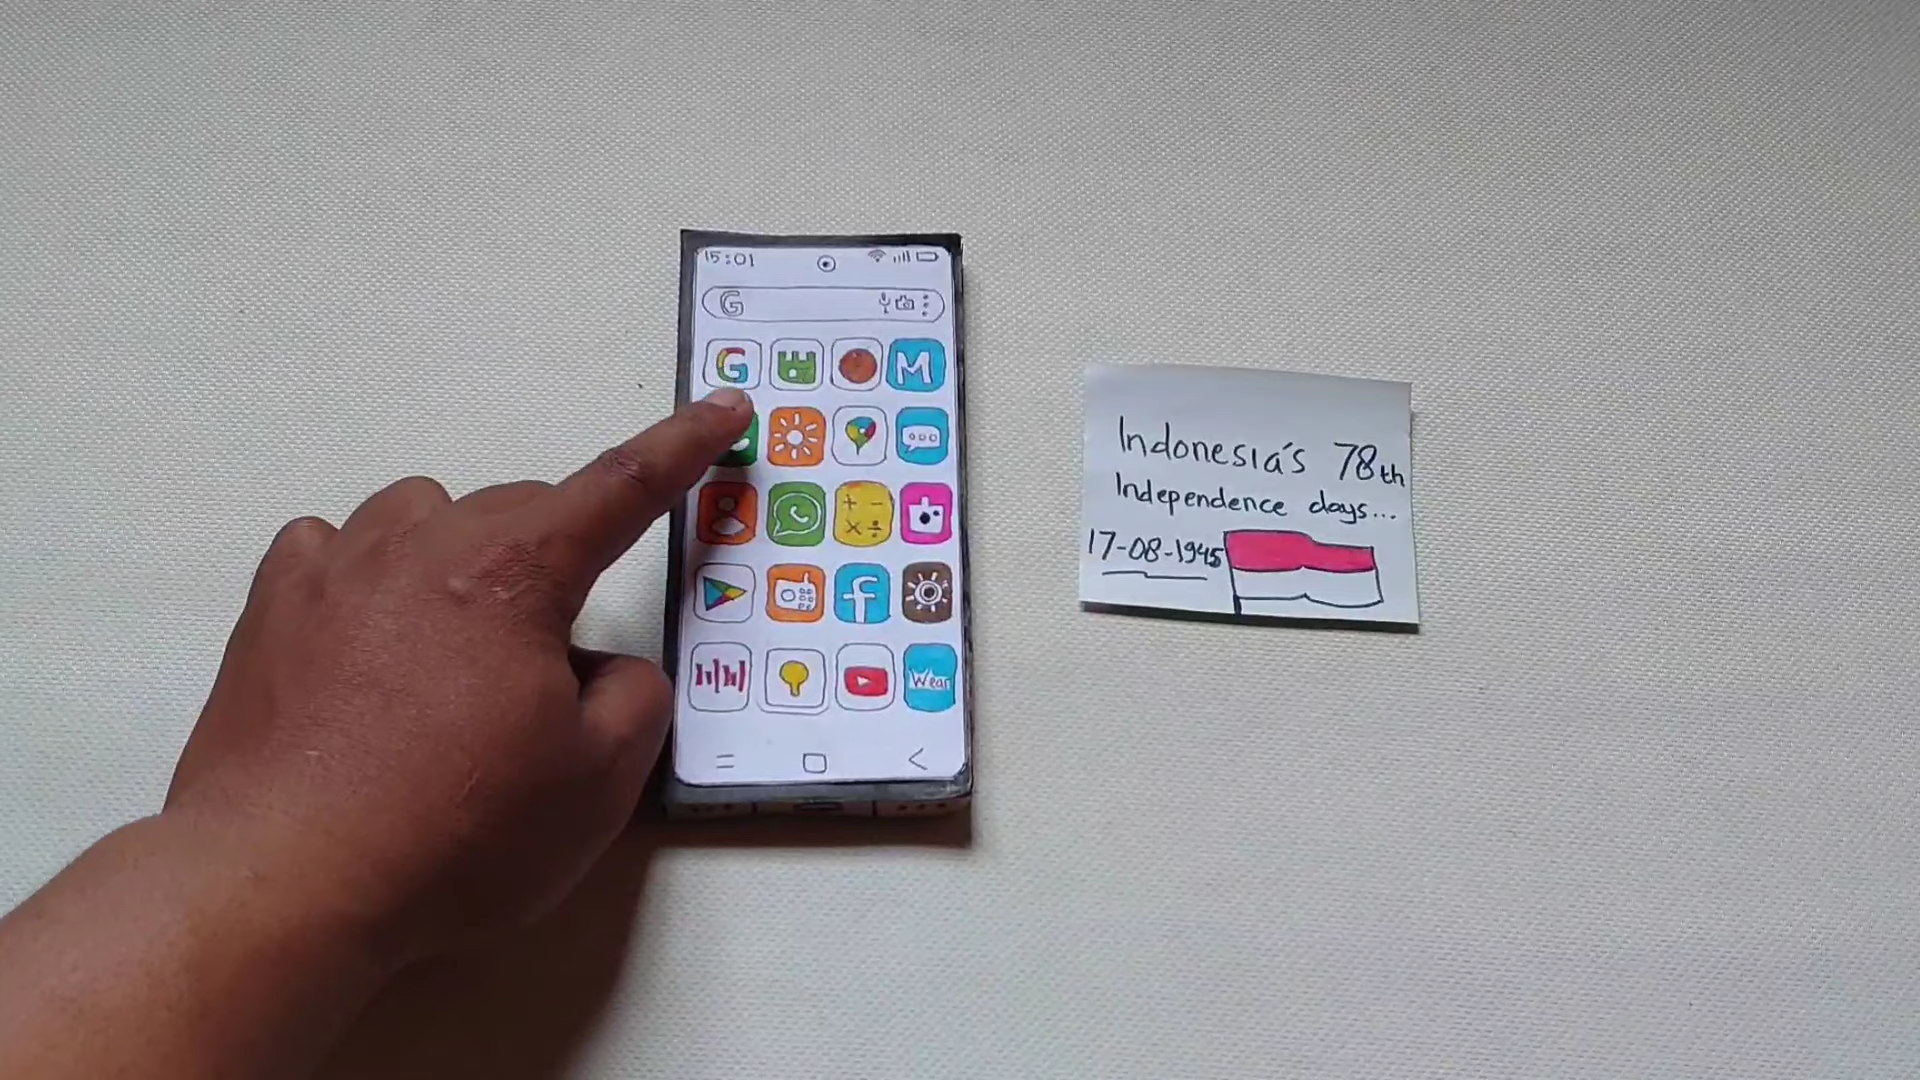 15:01
G
G
M
+ -
× ÷
f
Wear
Indonesia's 78th
Independence days...
17-08-1945